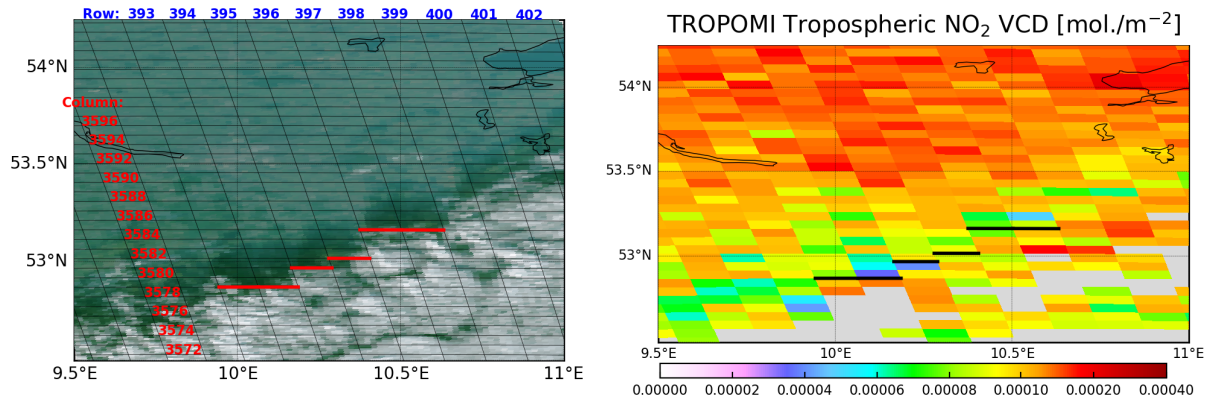 Row: 393 394 395 396 397 398 399 400 401 402
54°N
Column:
3596
3594
53.5°N
3592
3590
3588
3586
3584
3582
53°N
3580
3578
3576
3574
3572
9.5°E 10°E 10.5°E 11°E
TROPOMI Tropospheric NO₂ VCD [mol./m⁻²]
54°N
53.5°N
53°N
9.5°E 10°E 10.5°E 11°E
0.00000 0.00002 0.00004 0.00006 0.00008 0.00010 0.00020 0.00040